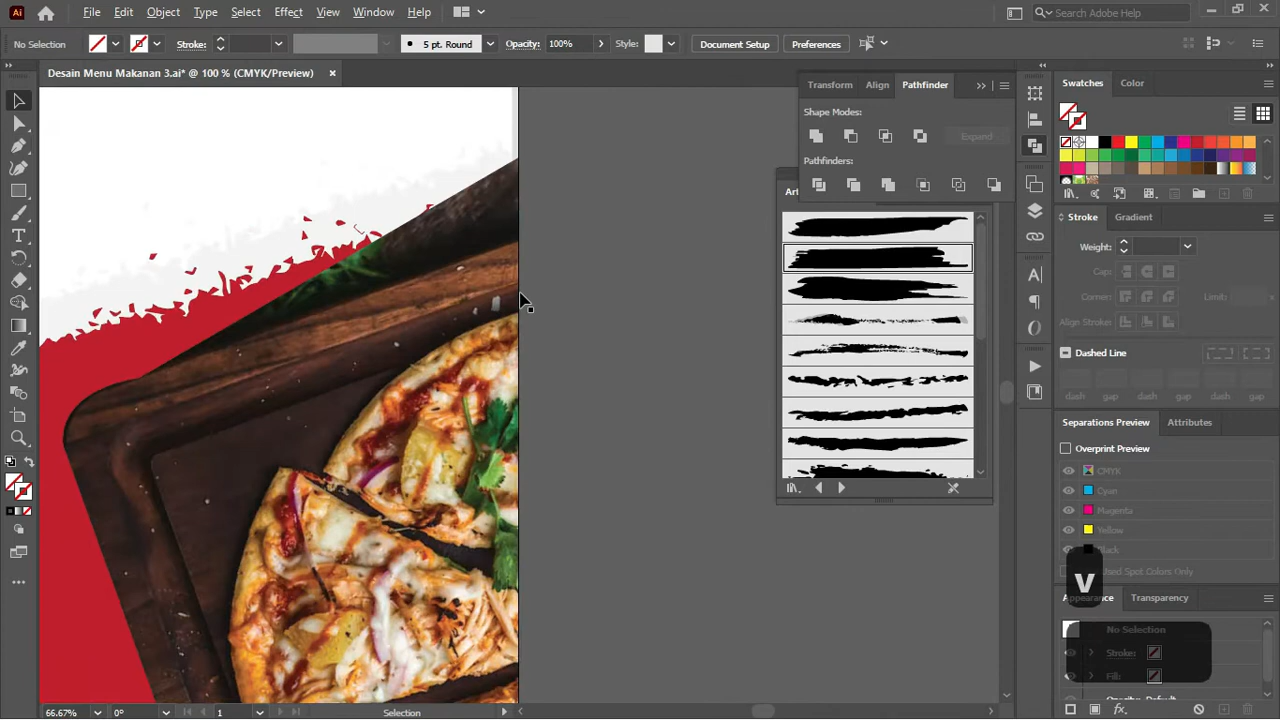 Ai File Edit Object Type Select Effect View Window Help Search Adobe Help
No Selection Stroke: 5 pt. Round Opacity: 100% Style: Document Setup Preferences
Desain Menu Makanan 3.ai* @ 100 % (CMYK/Preview)
Transform Align Pathfinder
Shape Modes:
Expand
Pathfinders:
Art
Swatches Color
Stroke Gradient
Weight:
Cap:
Corner: Limit:
Align Stroke:
Dashed Line
dash gap dash gap dash gap
Separations Preview Attributes
Overprint Preview
CMYK
Cyan
Magenta
Yellow
Black
Used Spot Colors Only
v
Appearance Transparency
No Selection
Stroke:
Fill:
Opacity: Default
66.67% 0° 1 Selection